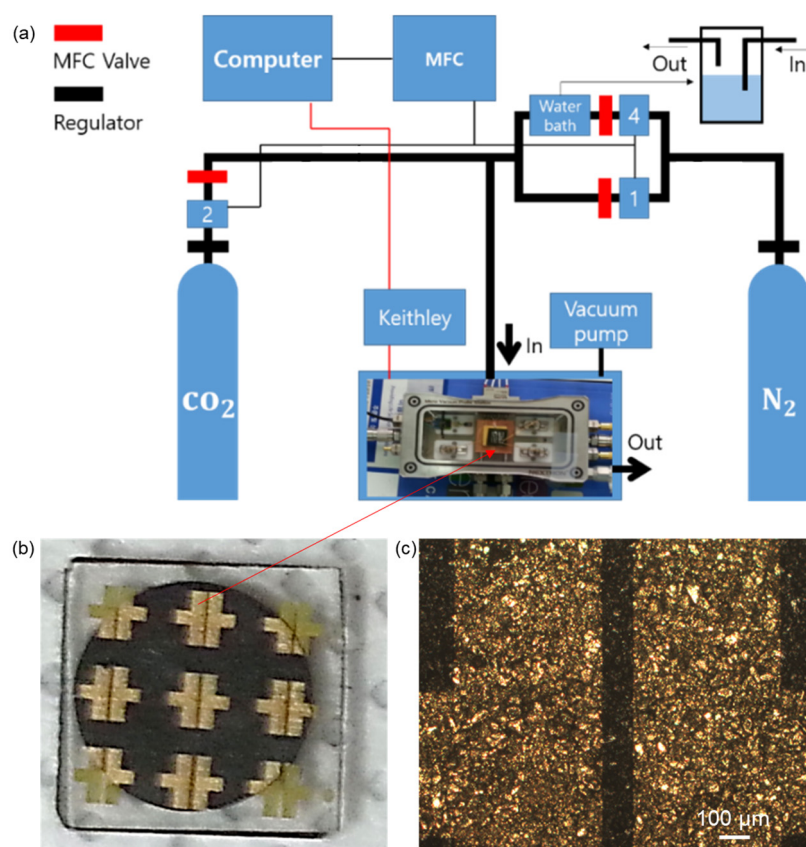 (a)
MFC Valve
Regulator
Computer
MFC
Out
In
Water
bath
4
1
2
Keithley
Vacuum
pump
In
Out
CO₂
N₂
(b)
(c)
100 µm